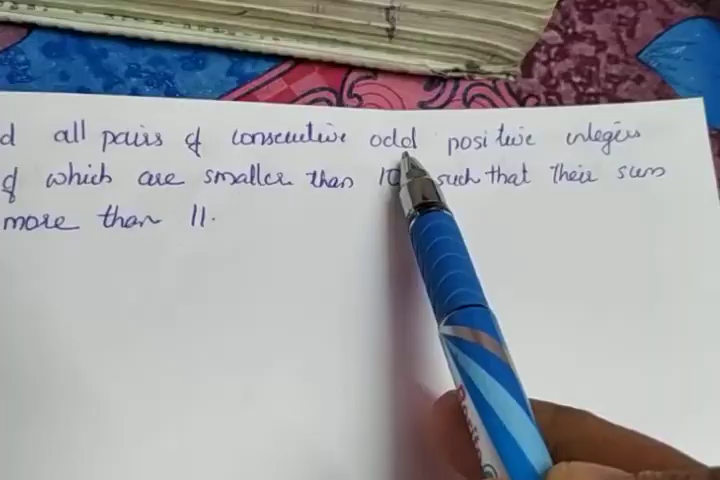 d all pairs of consecutive odd positive integers
of which are smaller than 10 such that their sum
more than 11.